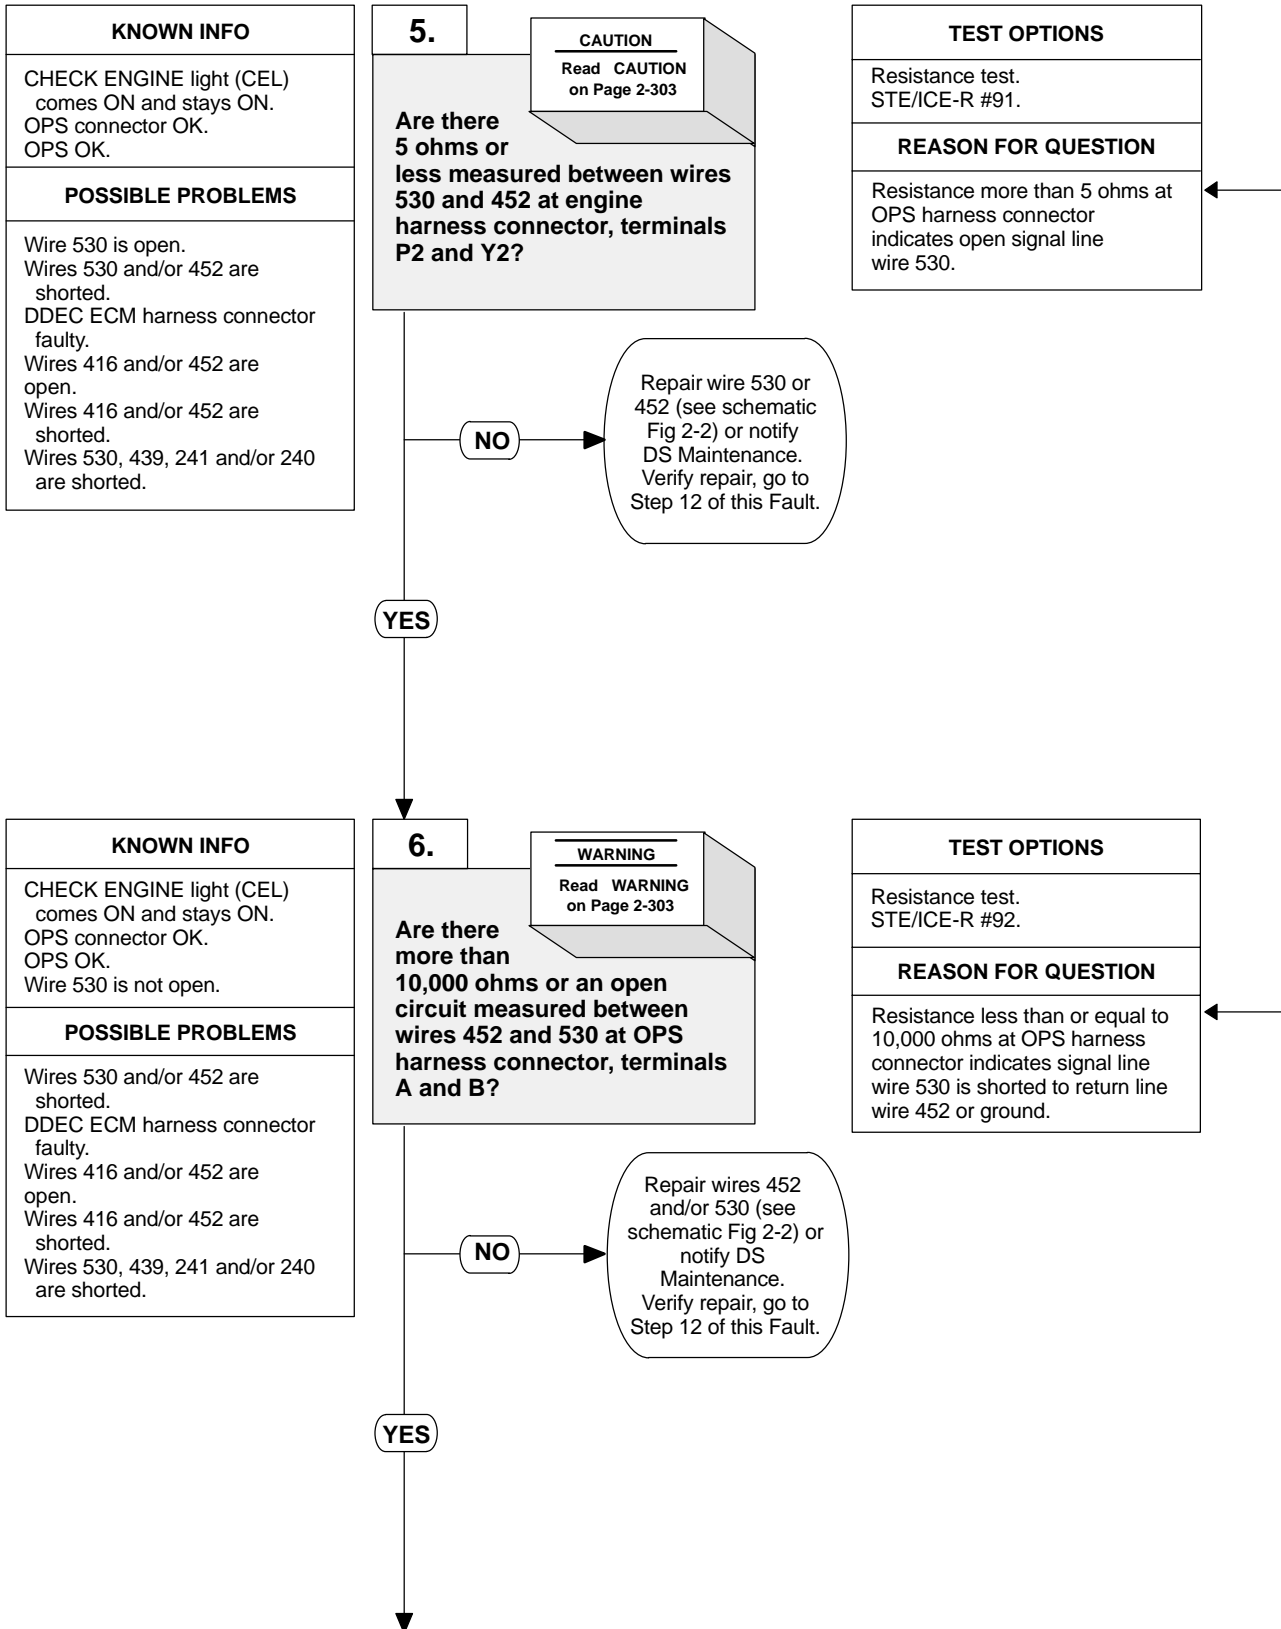 KNOWN INFO
CHECK ENGINE light (CEL)
comes ON and stays ON.
OPS connector OK.
OPS OK.
POSSIBLE PROBLEMS
Wire 530 is open.
Wires 530 and/or 452 are
shorted.
DDEC ECM harness connector
faulty.
Wires 416 and/or 452 are
open.
Wires 416 and/or 452 are
shorted.
Wires 530, 439, 241 and/or 240
are shorted.
5.
CAUTION
Read CAUTION
on Page 2-303
Are there
5 ohms or
less measured between wires
530 and 452 at engine
harness connector, terminals
P2 and Y2?
TEST OPTIONS
Resistance test.
STE/ICE-R #91.
REASON FOR QUESTION
Resistance more than 5 ohms at
OPS harness connector
indicates open signal line
wire 530.
NO
Repair wire 530 or
452 (see schematic
Fig 2-2) or notify
DS Maintenance.
Verify repair, go to
Step 12 of this Fault.
YES
KNOWN INFO
CHECK ENGINE light (CEL)
comes ON and stays ON.
OPS connector OK.
OPS OK.
Wire 530 is not open.
POSSIBLE PROBLEMS
Wires 530 and/or 452 are
shorted.
DDEC ECM harness connector
faulty.
Wires 416 and/or 452 are
open.
Wires 416 and/or 452 are
shorted.
Wires 530, 439, 241 and/or 240
are shorted.
6.
WARNING
Read WARNING
on Page 2-303
Are there
more than
10,000 ohms or an open
circuit measured between
wires 452 and 530 at OPS
harness connector, terminals
A and B?
TEST OPTIONS
Resistance test.
STE/ICE-R #92.
REASON FOR QUESTION
Resistance less than or equal to
10,000 ohms at OPS harness
connector indicates signal line
wire 530 is shorted to return line
wire 452 or ground.
NO
Repair wires 452
and/or 530 (see
schematic Fig 2-2) or
notify DS
Maintenance.
Verify repair, go to
Step 12 of this Fault.
YES